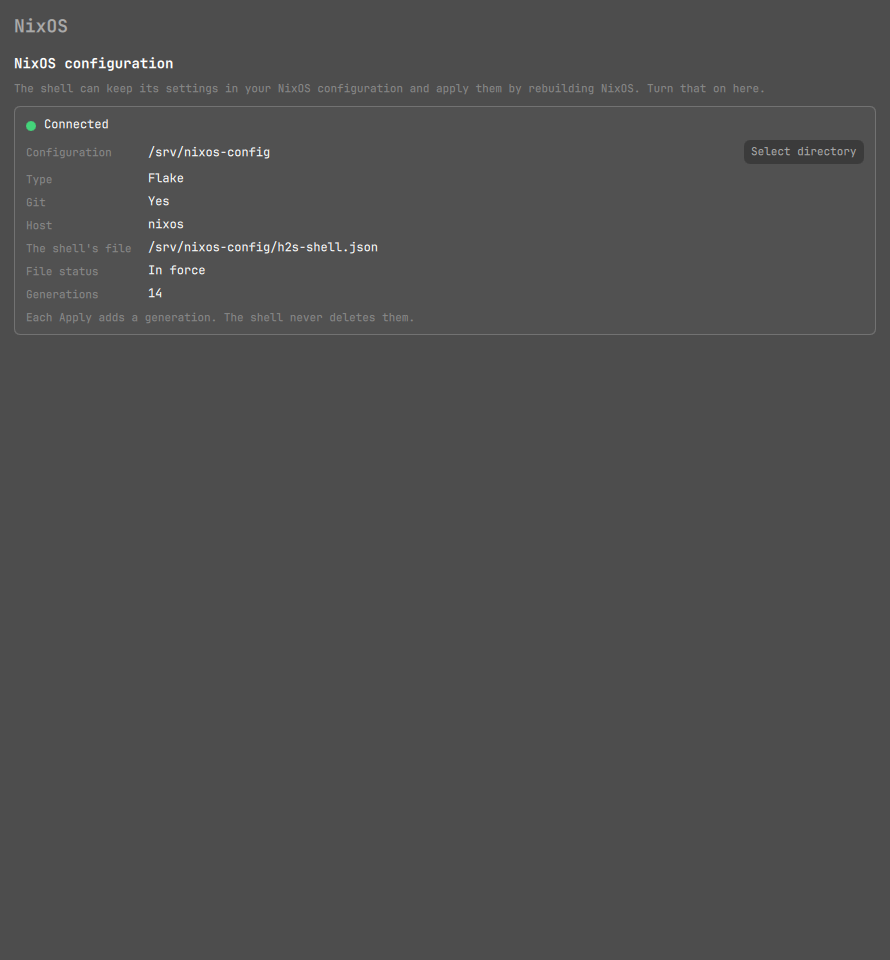 NixOS
NixOS configuration
The shell can keep its settings in your NixOS configuration and apply them by rebuilding NixOS. Turn that on here.
Connected
Configuration /srv/nixos-config Select directory
Type Flake
Git Yes
Host nixos
The shell's file /srv/nixos-config/h2s-shell.json
File status In force
Generations 14
Each Apply adds a generation. The shell never deletes them.